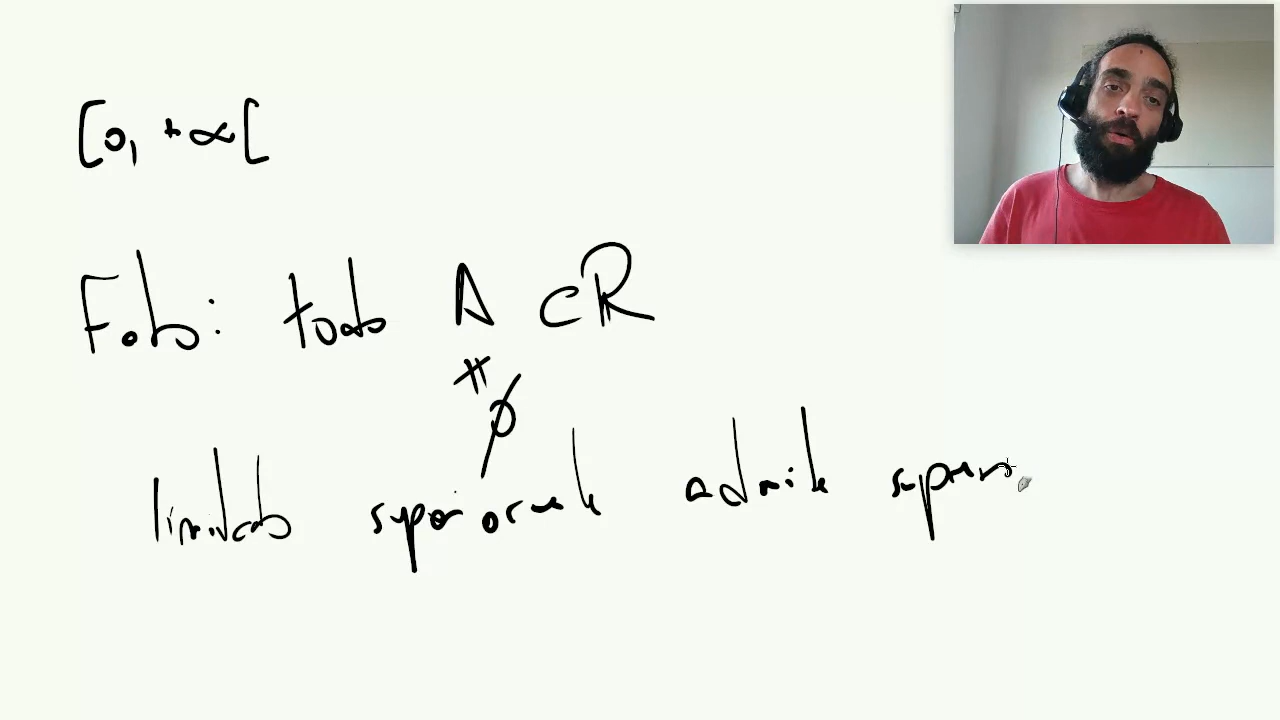 [0, +∞[
Fato: todo A ⊂ ℝ
≠
∅
limitado superiormente admite supremo